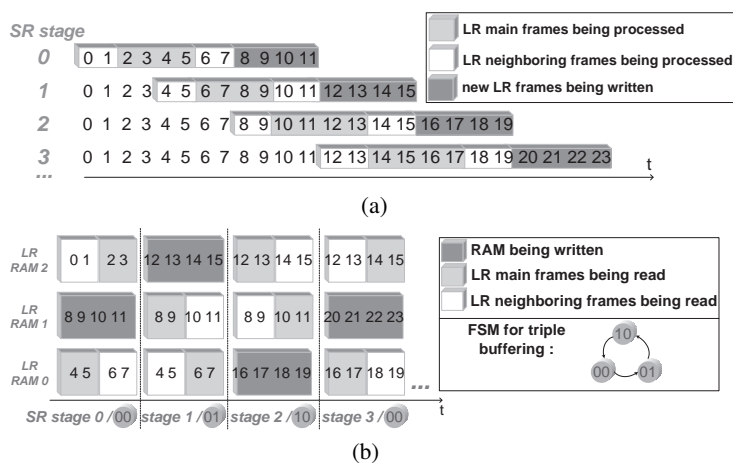 SR stage
LR main frames being processed
LR neighboring frames being processed
new LR frames being written
0 0 1 2 3 4 5 6 7 8 9 10 11
1 0 1 2 3 4 5 6 7 8 9 10 11 12 13 14 15
2 0 1 2 3 4 5 6 7 8 9 10 11 12 13 14 15 16 17 18 19
3 0 1 2 3 4 5 6 7 8 9 10 11 12 13 14 15 16 17 18 19 20 21 22 23
... t
(a)
LR RAM 2 0 1 2 3 12 13 14 15 12 13 14 15 12 13 14 15
LR RAM 1 8 9 10 11 8 9 10 11 8 9 10 11 20 21 22 23
LR RAM 0 4 5 6 7 4 5 6 7 16 17 18 19 16 17 18 19 ...
SR stage 0 / 00 stage 1 / 01 stage 2 / 10 stage 3 / 00 t
RAM being written
LR main frames being read
LR neighboring frames being read
FSM for triple
buffering :
10
00 01
(b)